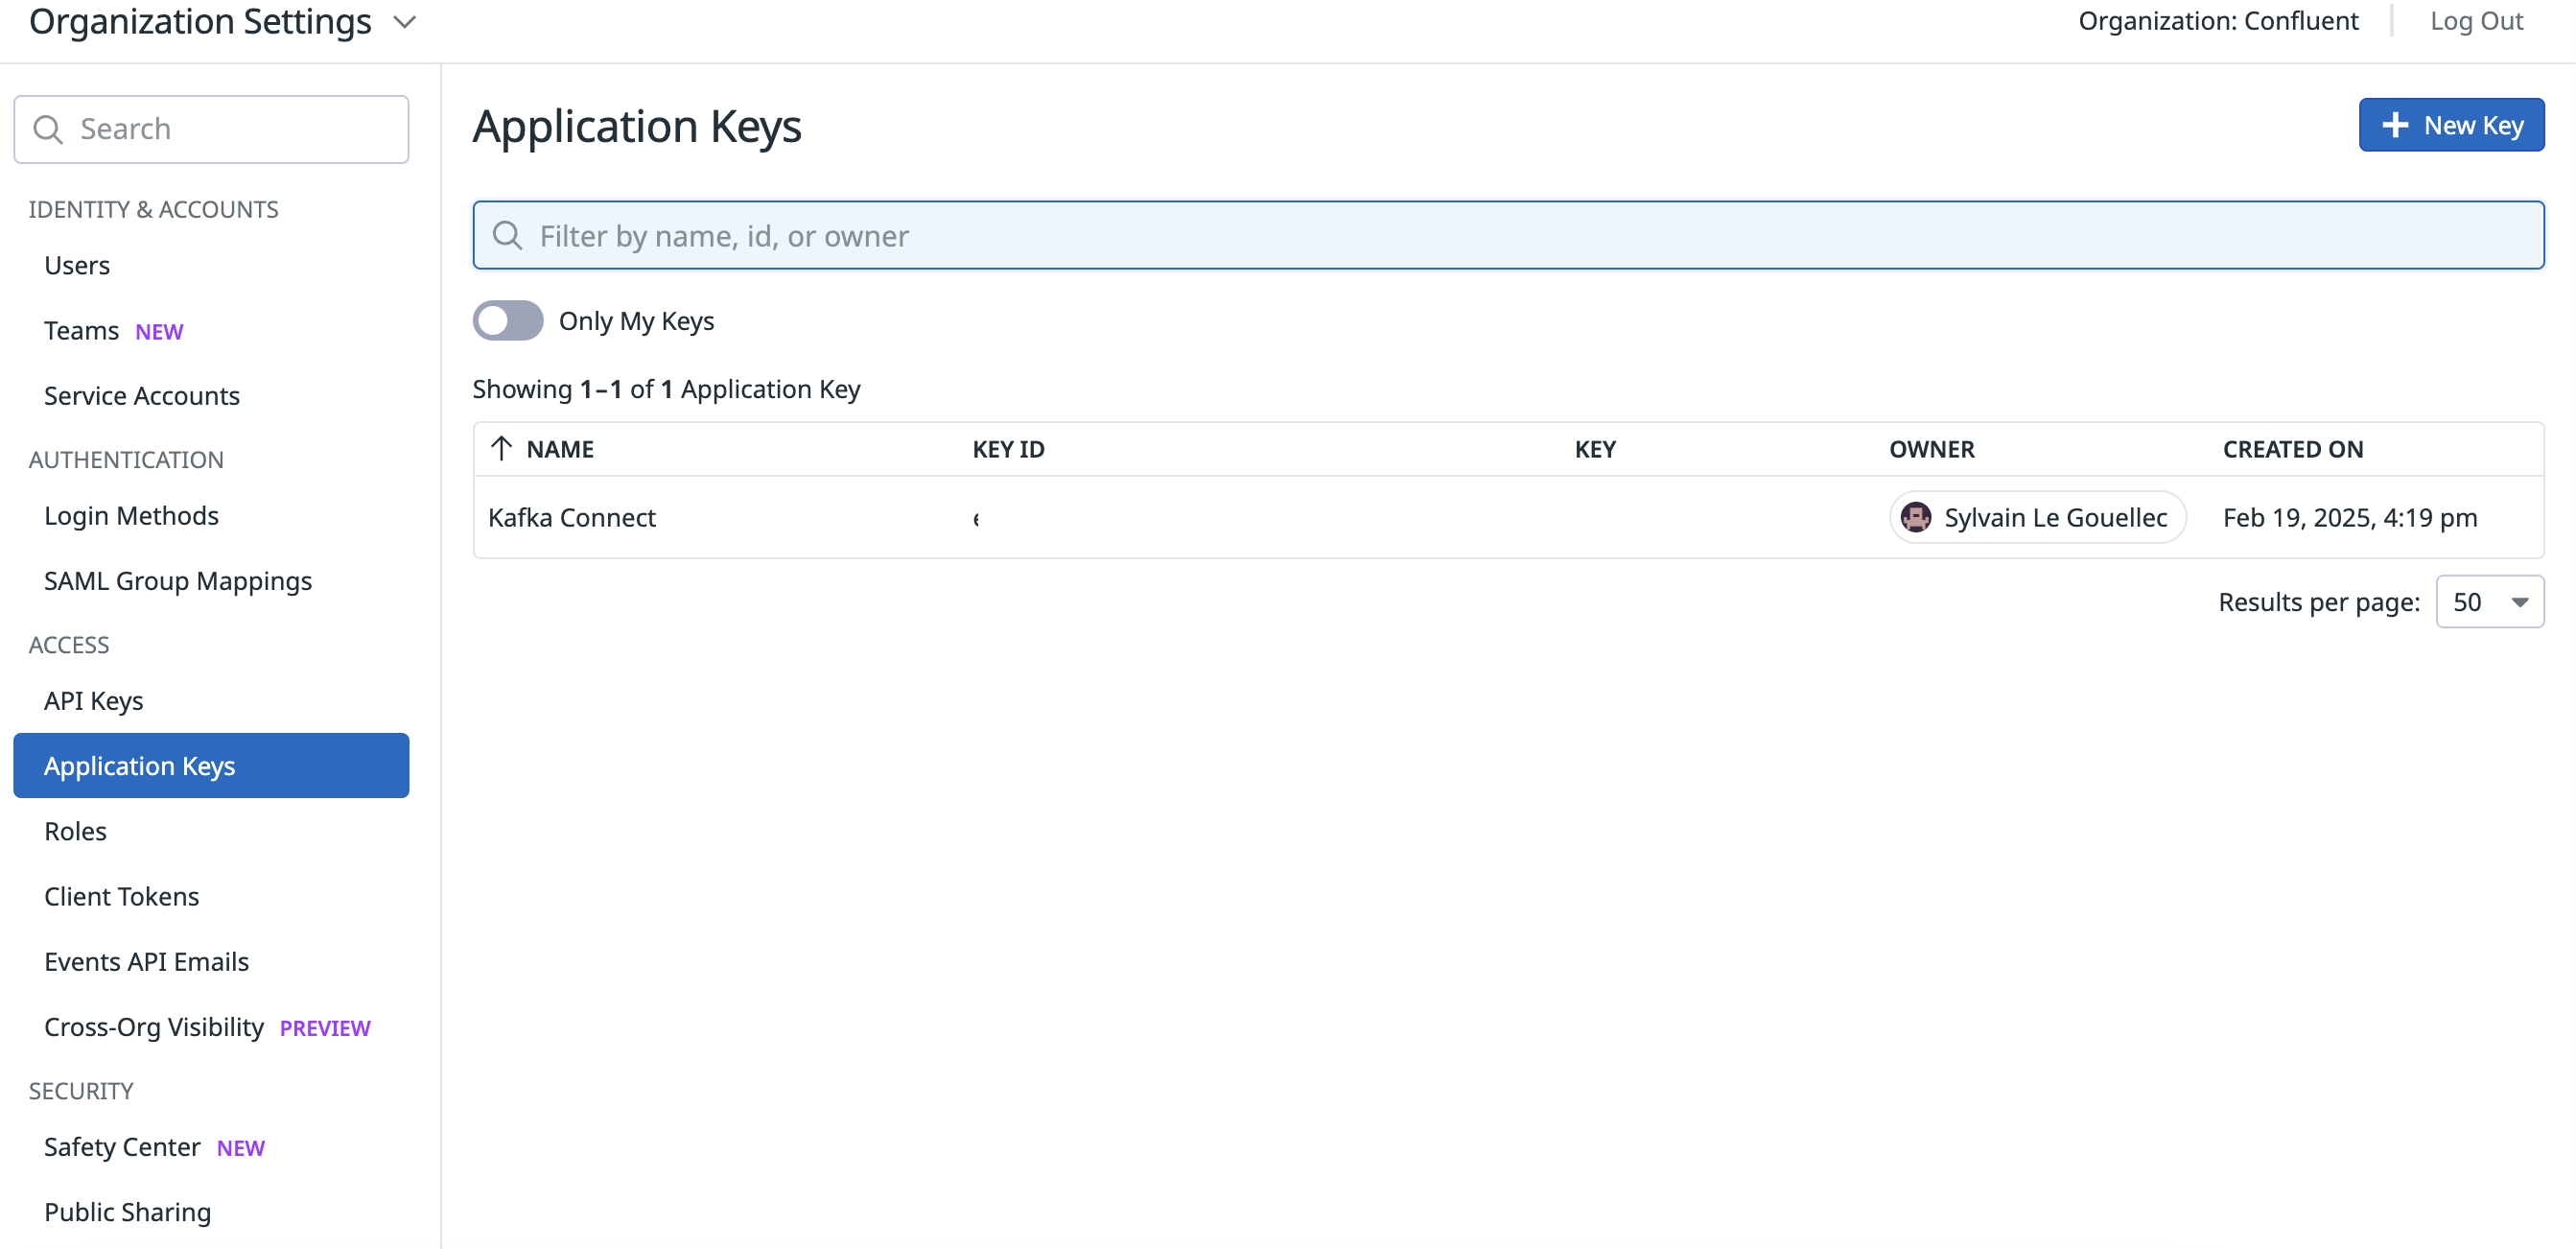 Organization Settings
Organization: Confluent
Log Out
Search
IDENTITY & ACCOUNTS
Users
Teams NEW
Service Accounts
AUTHENTICATION
Login Methods
SAML Group Mappings
ACCESS
API Keys
Application Keys
Roles
Client Tokens
Events API Emails
Cross-Org Visibility PREVIEW
SECURITY
Safety Center NEW
Public Sharing
Application Keys
New Key
Filter by name, id, or owner
Only My Keys
Showing 1–1 of 1 Application Key
NAME KEY ID KEY OWNER CREATED ON
Kafka Connect Sylvain Le Gouellec Feb 19, 2025, 4:19 pm
Results per page: 50